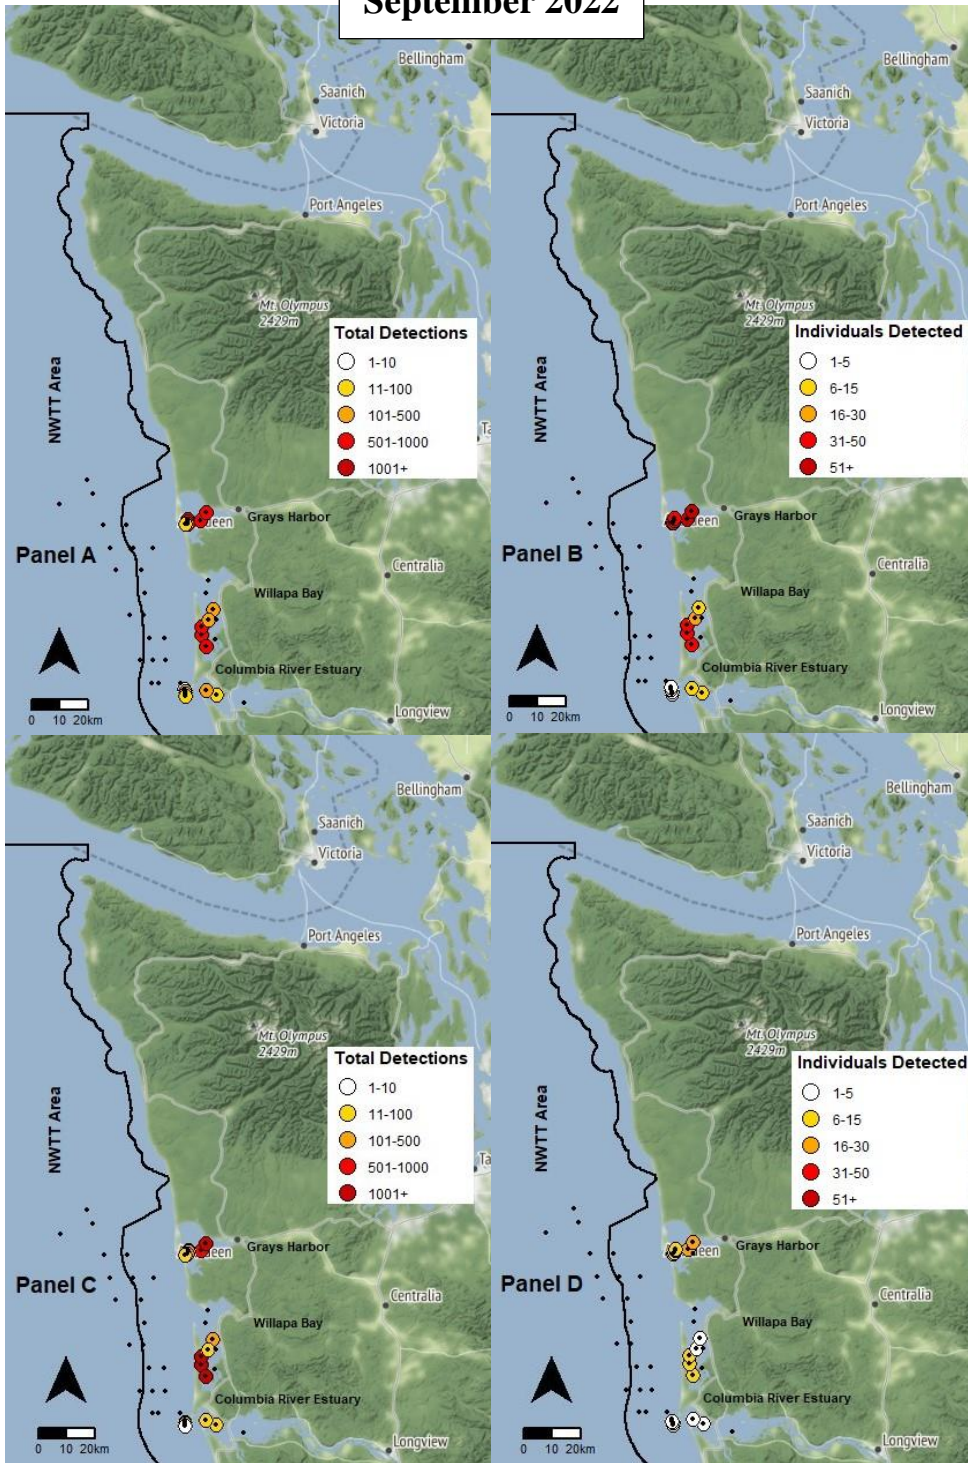 September 2022
Bellingham
Saanich
Victoria
Port Angeles
Mt. Olympus
2429m
NWTT Area
Total Detections
1-10
11-100
101-500
501-1000
1001+
Ta
Grays Harbor
een
Panel A
Centralia
Willapa Bay
Columbia River Estuary
0 10 20km
Longview
Bellingham
Saanich
Victoria
Port Angeles
Mt. Olympus
2429m
NWTT Area
Individuals Detected
1-5
6-15
16-30
31-50
51+
Grays Harbor
een
Panel B
Centralia
Willapa Bay
Columbia River Estuary
0 10 20km
Longview
Bellingham
Saanich
Victoria
Port Angeles
Mt. Olympus
2429m
NWTT Area
Total Detections
1-10
11-100
101-500
501-1000
1001+
Ta
Grays Harbor
een
Panel C
Centralia
Willapa Bay
Columbia River Estuary
0 10 20km
Longview
Bellingham
Saanich
Victoria
Port Angeles
Mt. Olympus
2429m
NWTT Area
Individuals Detected
1-5
6-15
16-30
31-50
51+
Grays Harbor
een
Panel D
Centralia
Willapa Bay
Columbia River Estuary
0 10 20km
Longview